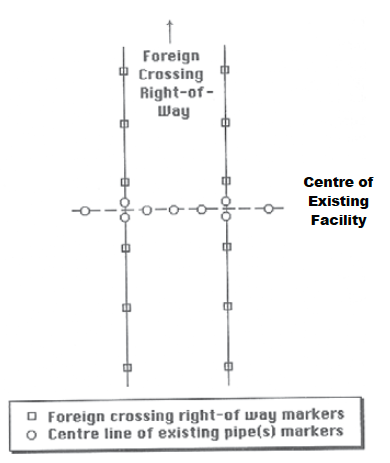 Foreign
Crossing
Right-of-
Way
Centre of
Existing
Facility
Foreign crossing right-of way markers
Centre line of existing pipe(s) markers